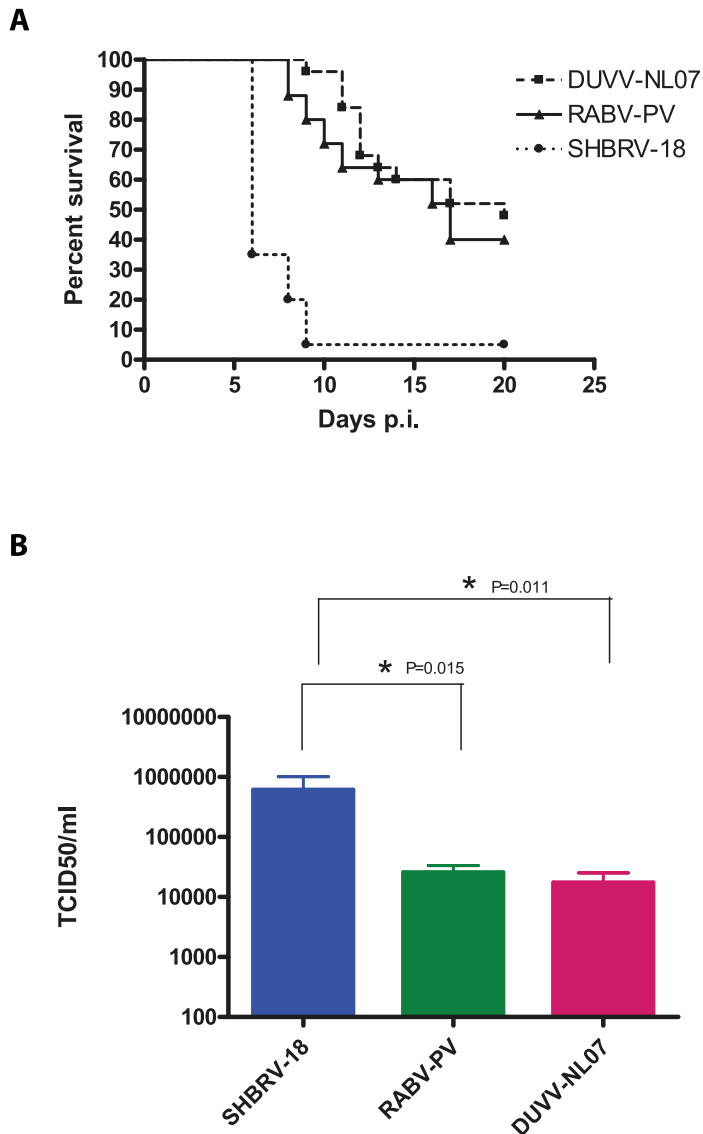 A
Percent survival
100
90
80
70
60
50
40
30
20
10
0
0 5 10 15 20 25
Days p.i.
DUVV-NL07
RABV-PV
SHBRV-18
B
* P=0.011
* P=0.015
TCID50/ml
10000000
1000000
100000
10000
1000
100
SHBRV-18
RABV-PV
DUVV-NL07